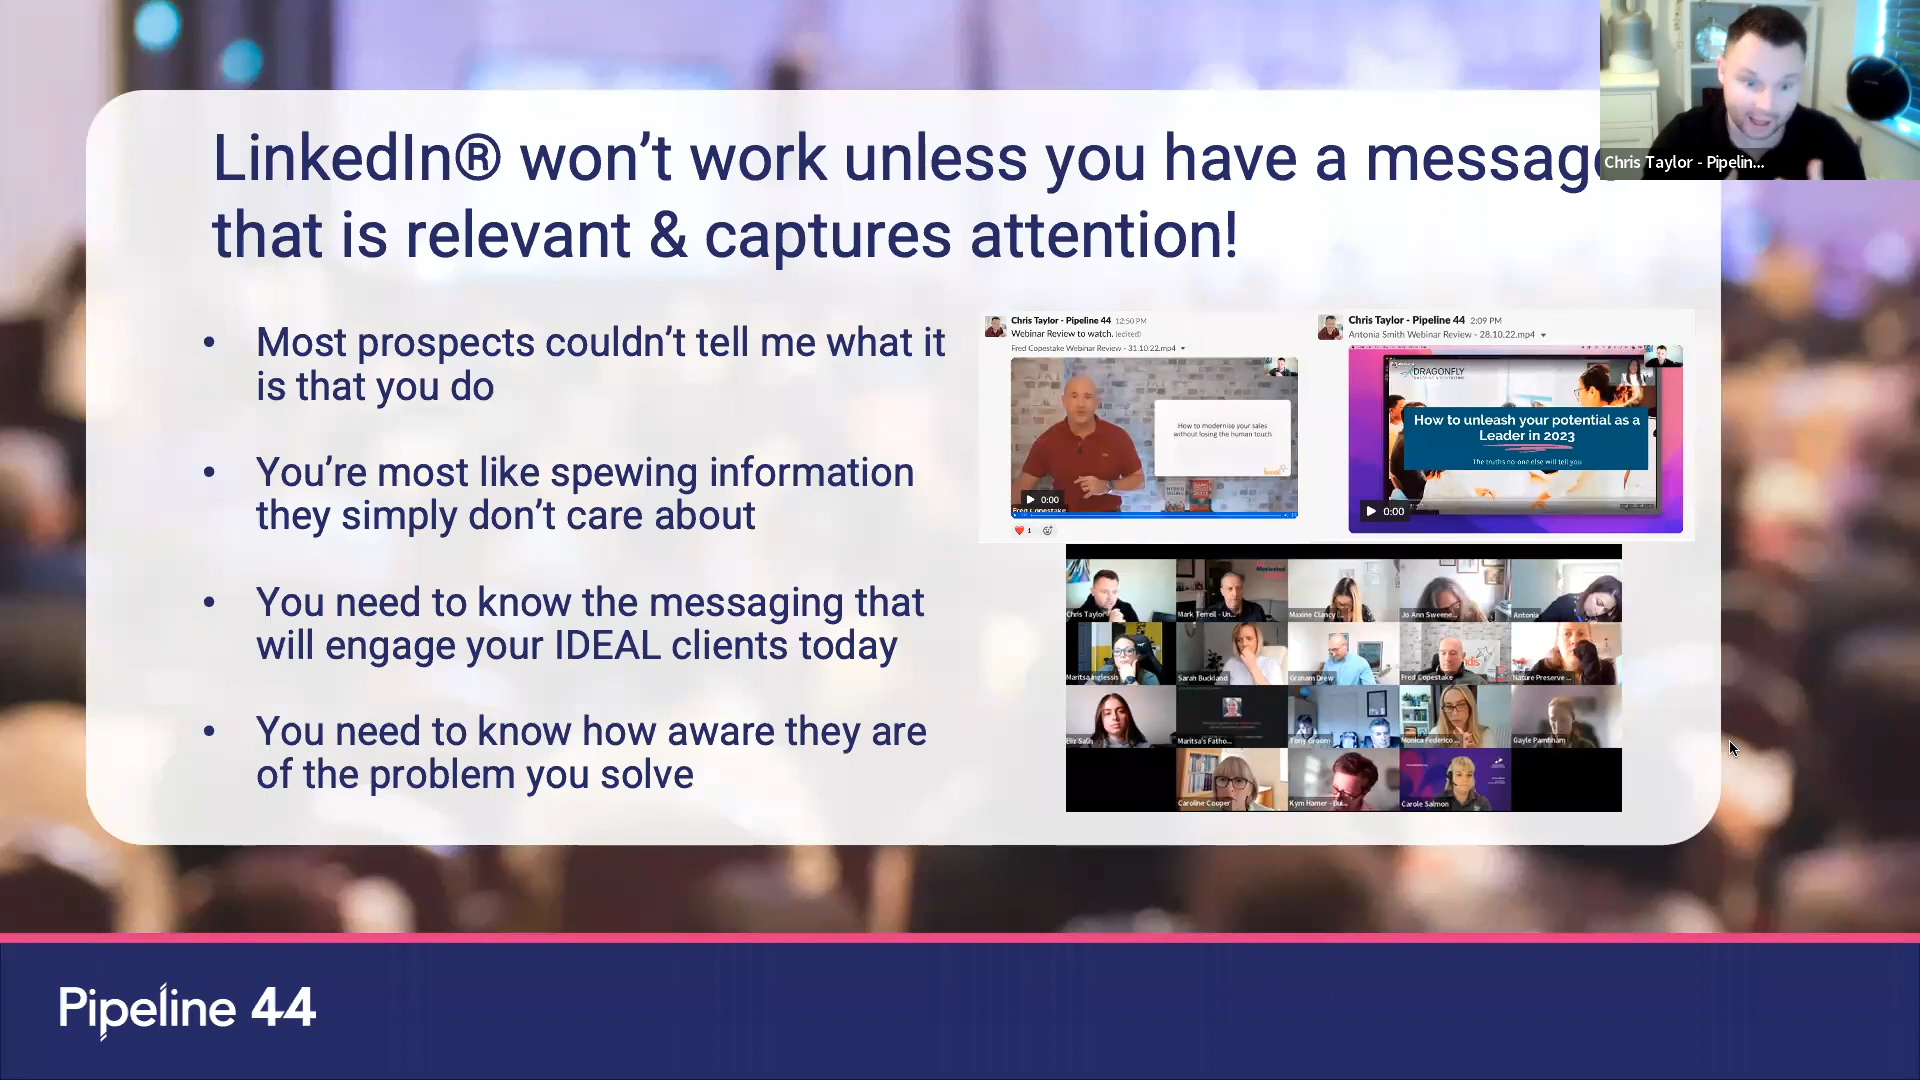 LinkedIn® won’t work unless you have a message
that is relevant & captures attention!
Chris Taylor - Pipelin...
• Most prospects couldn’t tell me what it
is that you do
• You’re most like spewing information
they simply don’t care about
• You need to know the messaging that
will engage your IDEAL clients today
• You need to know how aware they are
of the problem you solve
Chris Taylor - Pipeline 44 12:50 PM
Webinar Review to watch. (edited)
Fred Copestake Webinar Review - 31.10.22.mp4
How to modernise your sales
without losing the human touch
0:00
Fred Copestake
1
Chris Taylor - Pipeline 44 2:09 PM
Antonia Smith Webinar Review - 28.10.22.mp4
DRAGONFLY
How to unleash your potential as a
Leader in 2023
The truths no one else will tell you
0:00
Chris Taylor
Mark Terrell - Un...
Maxine Clancy
Jo Ann Sweene...
Antonia
Maritsa Inglessis
Sarah Buckland
Graham Drew
Fred Copestake
Nature Preserve ...
Maritsa's Fatho...
Tony Groom
Monica Federico...
Gayle Parnham
Caroline Cooper
Kym Hamer - Bui...
Carole Salmon
Pipeline 44